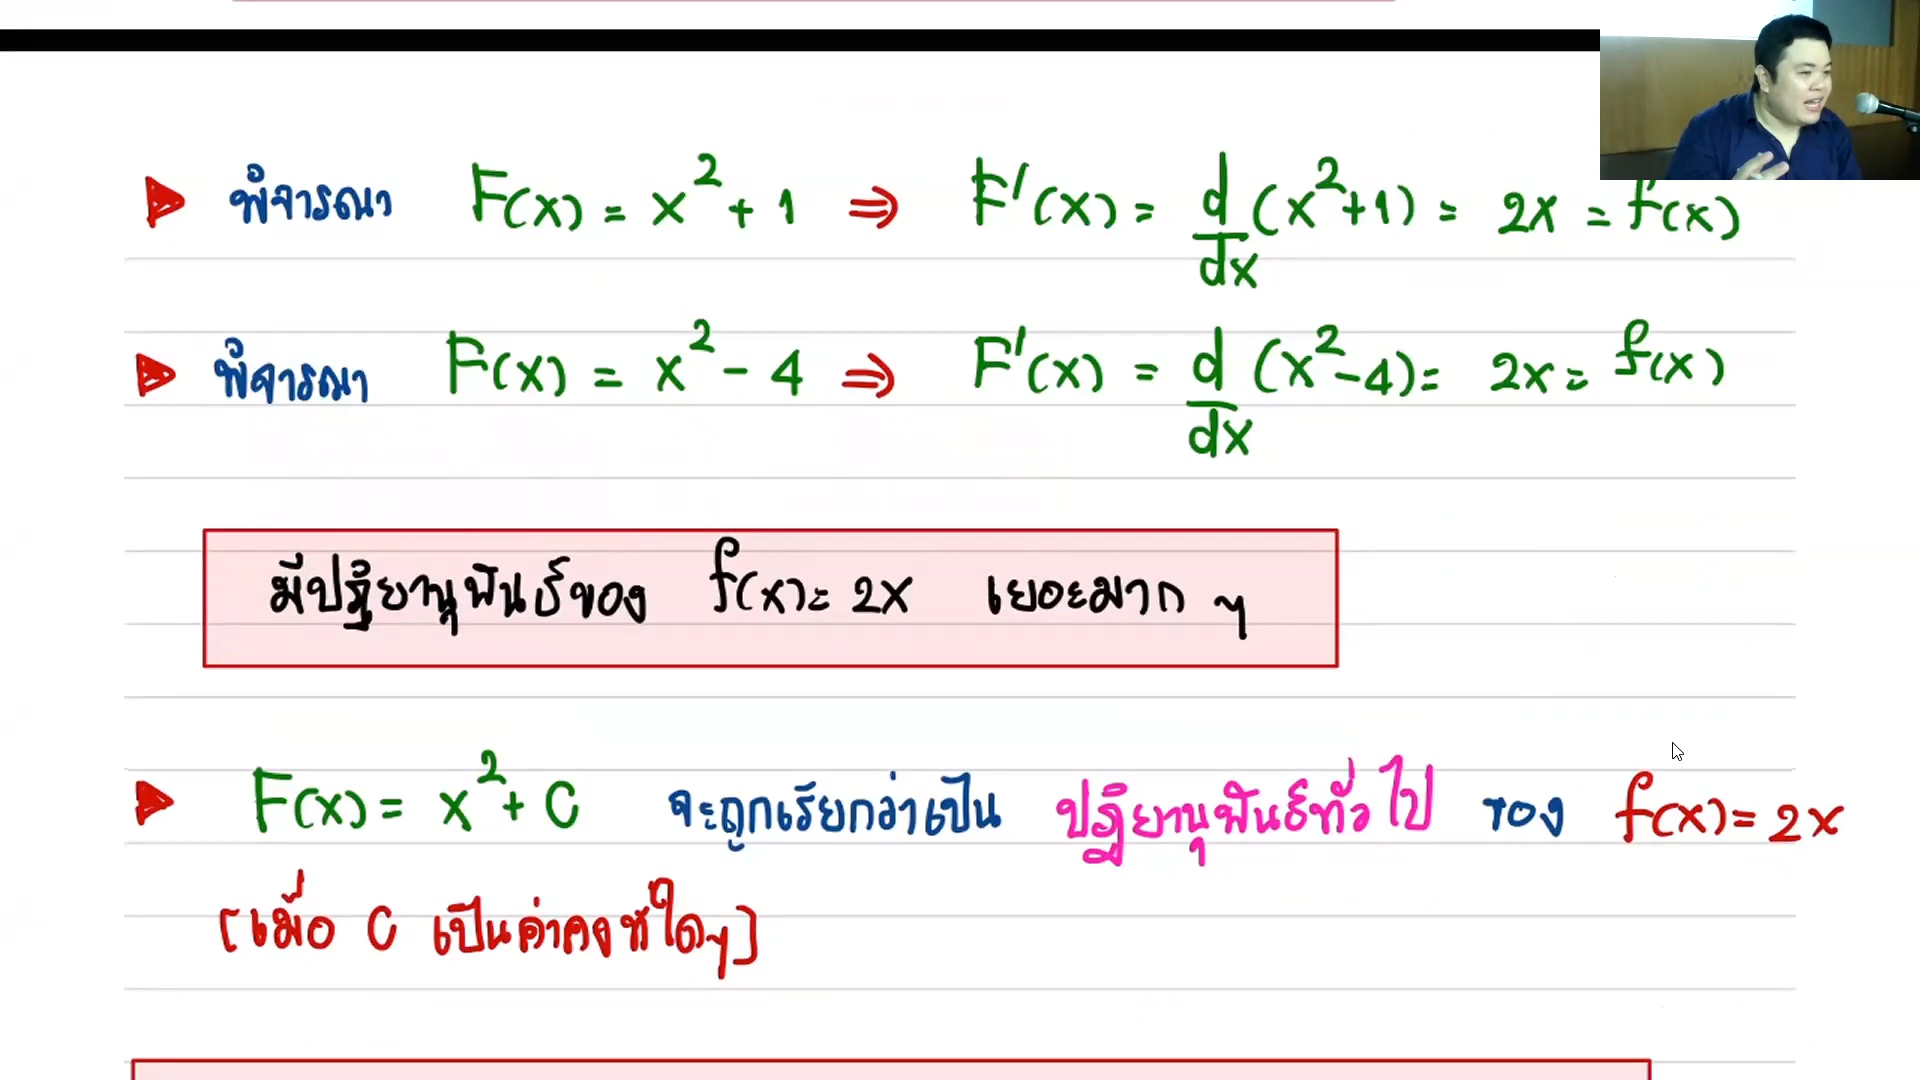 พิจารณา F(x) = x² + 1 ⇒ F'(x) = d/dx (x²+1) = 2x = f(x)
พิจารณา F(x) = x² - 4 ⇒ F'(x) = d/dx (x²-4) = 2x = f(x)
มีปฏิยานุพันธ์ของ f(x) = 2x เยอะมาก ๆ
F(x) = x² + C จะถูกเรียกว่าเป็น ปฏิยานุพันธ์ทั่วไป ของ f(x) = 2x
[เมื่อ C เป็นค่าคงที่ใดๆ]